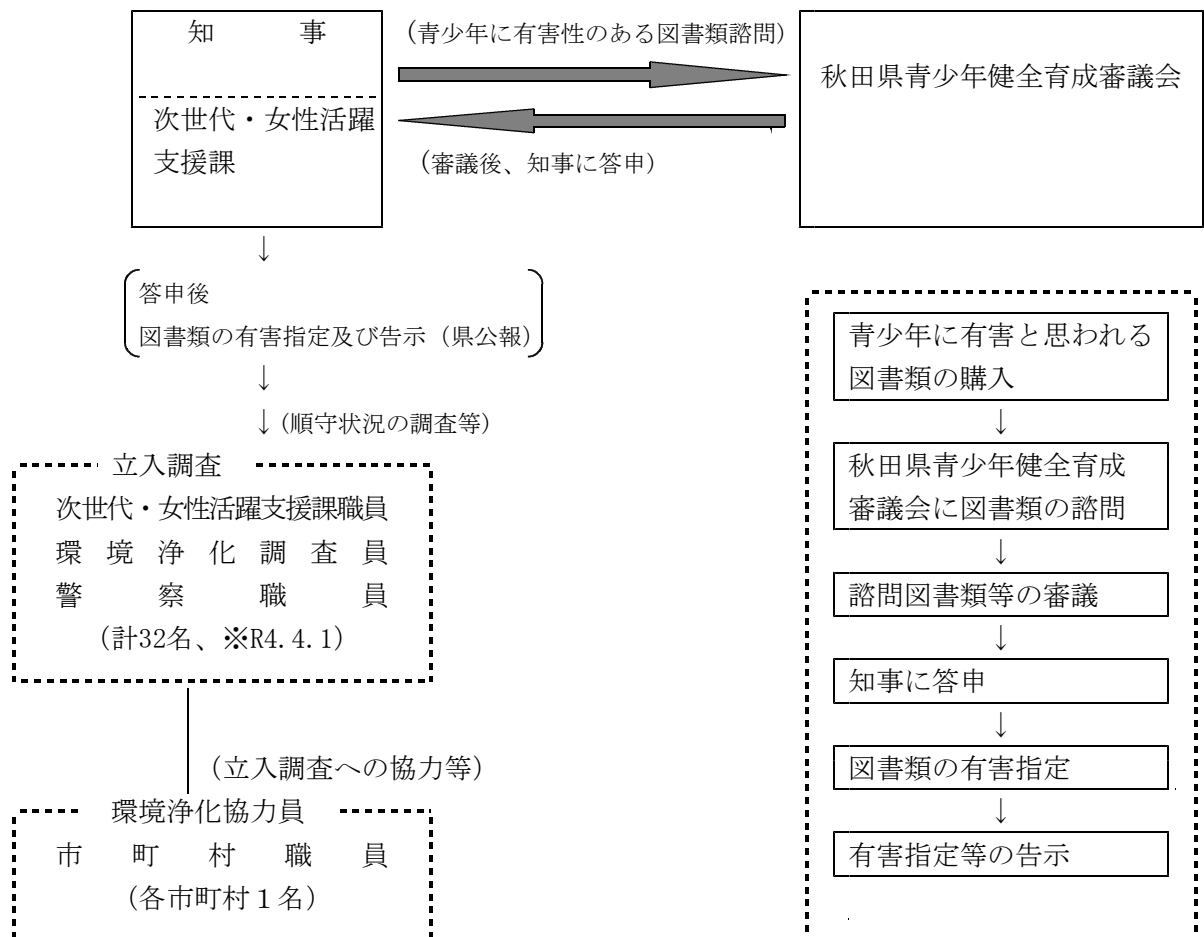 知事
次世代・女性活躍
支援課
(青少年に有害性のある図書類諮問)
(審議後、知事に答申)
秋田県青少年健全育成審議会
↓
答申後
図書類の有害指定及び告示(県公報)
↓
↓(順守状況の調査等)
立入調査
次世代・女性活躍支援課職員
環境浄化調査員
警察職員
(計32名、※R4.4.1)
(立入調査への協力等)
環境浄化協力員
市町村職員
(各市町村1名)
青少年に有害と思われる
図書類の購入
↓
秋田県青少年健全育成
審議会に図書類の諮問
↓
諮問図書類等の審議
↓
知事に答申
↓
図書類の有害指定
↓
有害指定等の告示